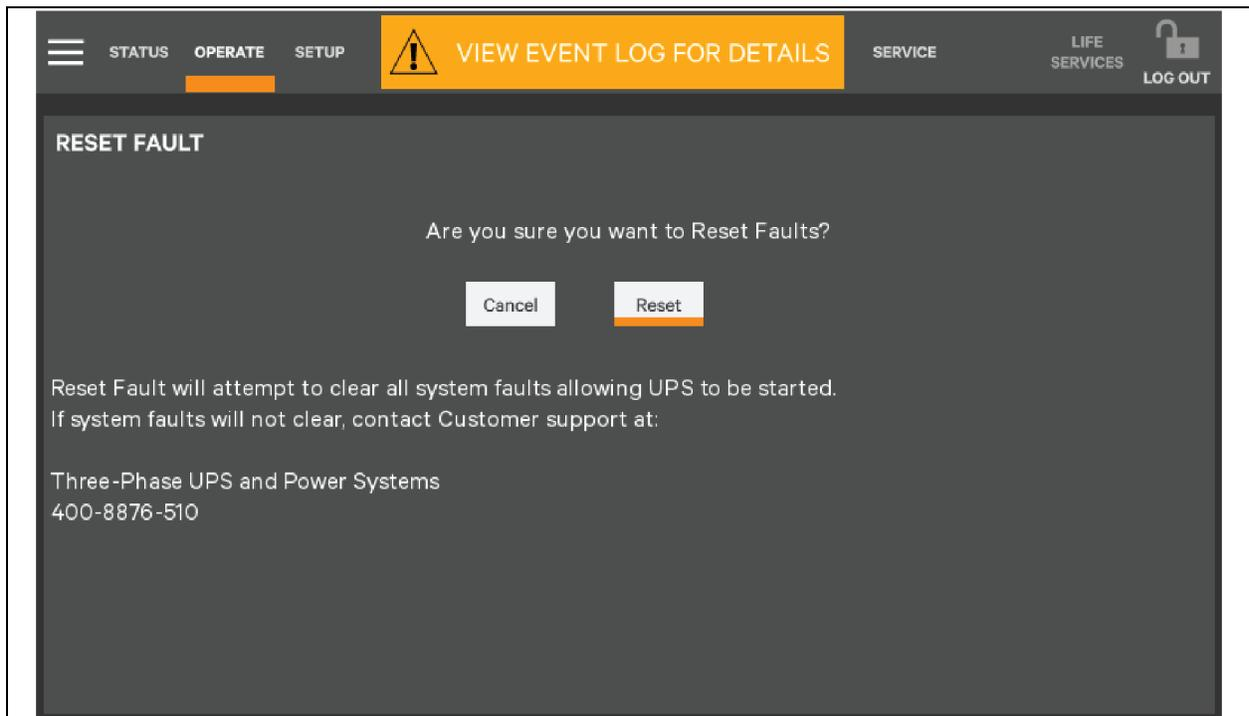 STATUS OPERATE SETUP VIEW EVENT LOG FOR DETAILS SERVICE LIFE SERVICES 1 LOG OUT
RESET FAULT
Are you sure you want to Reset Faults?
Cancel Reset
Reset Fault will attempt to clear all system faults allowing UPS to be started.
If system faults will not clear, contact Customer support at:
Three-Phase UPS and Power Systems
400-8876-510